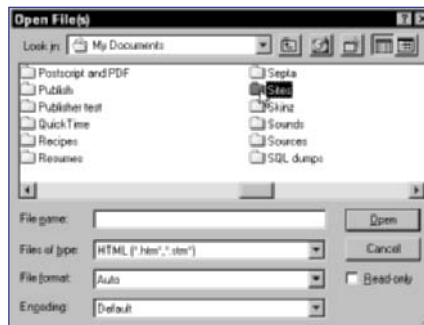 Open File(s)
Look in: My Documents
Postscript and PDF
Publish
Publisher test
QuickTime
Recipes
Resumes
Septa
Sites
Skinz
Sounds
Sources
SQL dumps
File name:
Open
Files of type: HTML (*.htm",*.stm")
Cancel
File format: Auto
Read-only
Encoding: Default